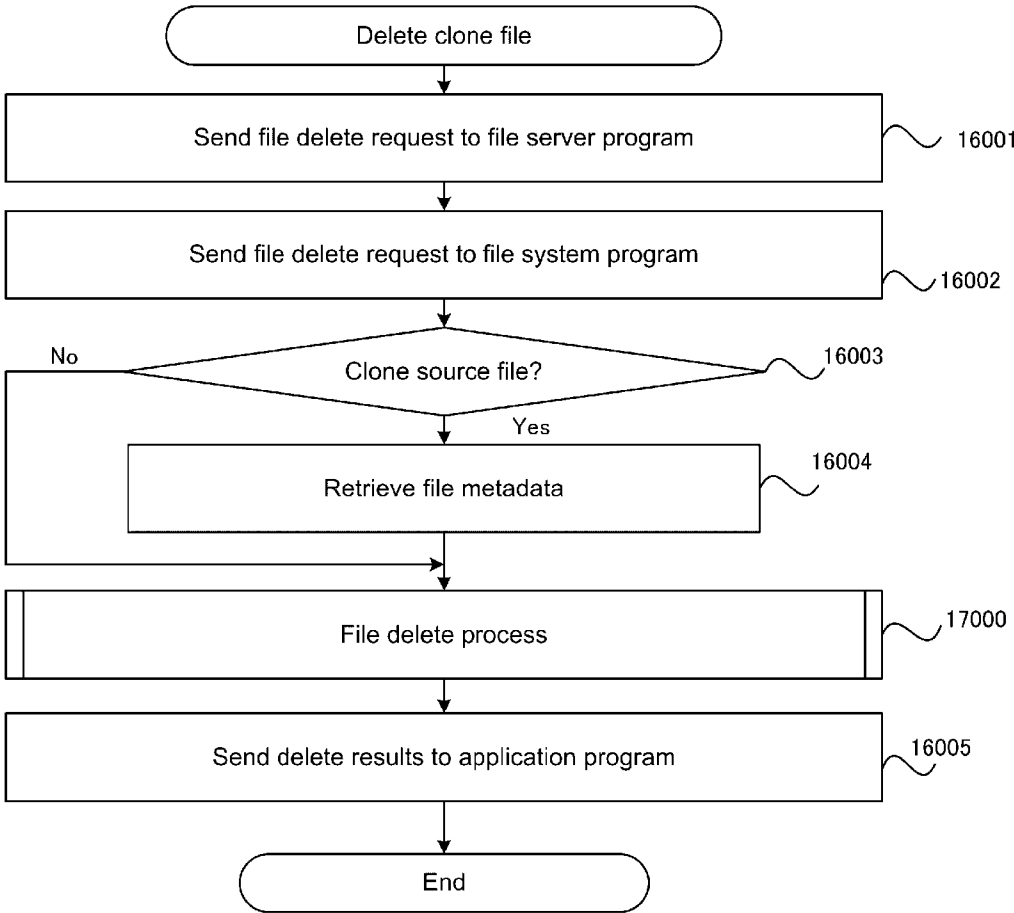 Delete clone file
Send file delete request to file server program
16001
Send file delete request to file system program
16002
No
Clone source file?
16003
Yes
Retrieve file metadata
16004
File delete process
17000
Send delete results to application program
16005
End